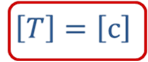 [T] = [c]